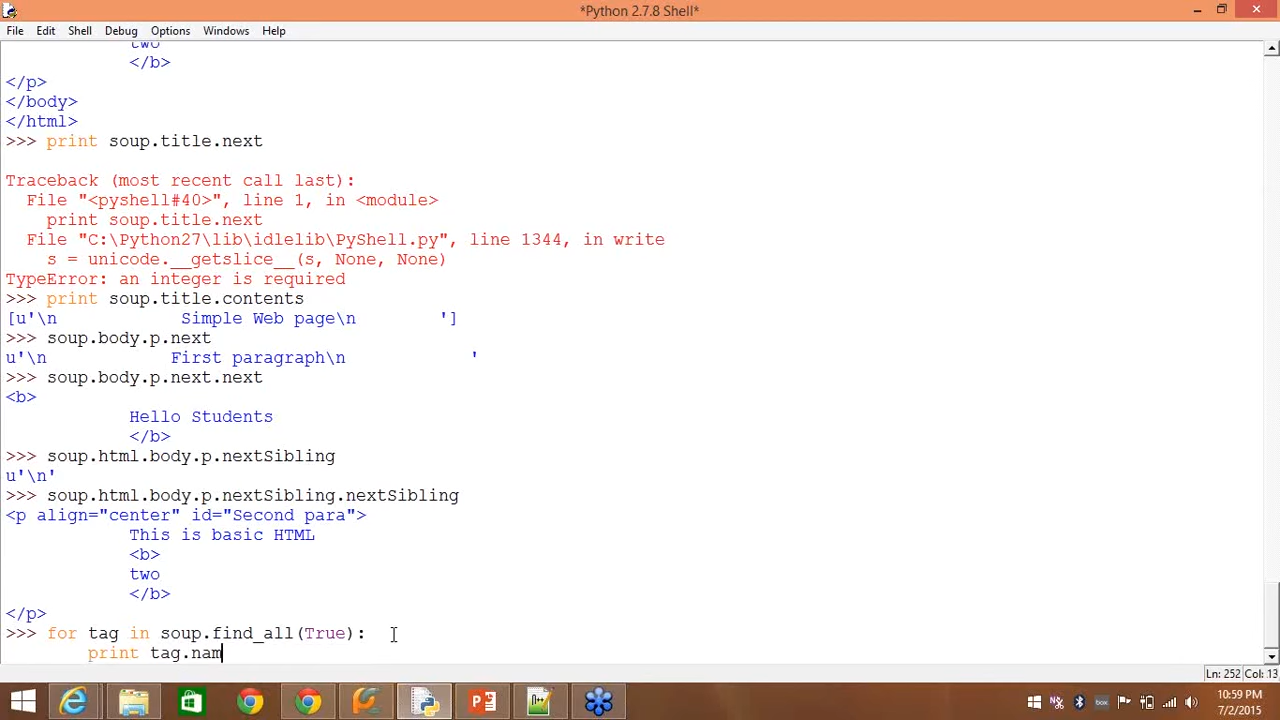 *Python 2.7.8 Shell*
File Edit Shell Debug Options Windows Help
two
</b>
</p>
</body>
</html>
>>> print soup.title.next
Traceback (most recent call last):
File "<pyshell#40>", line 1, in <module>
print soup.title.next
File "C:\Python27\lib\idlelib\PyShell.py", line 1344, in write
s = unicode.__getslice__(s, None, None)
TypeError: an integer is required
>>> print soup.title.contents
[u'\n Simple Web page\n ']
>>> soup.body.p.next
u'\n First paragraph\n '
>>> soup.body.p.next.next
<b>
Hello Students
</b>
>>> soup.html.body.p.nextSibling
u'\n'
>>> soup.html.body.p.nextSibling.nextSibling
<p align="center" id="Second para">
This is basic HTML
<b>
two
</b>
</p>
>>> for tag in soup.find_all(True):
print tag.nam
Ln: 252 Col: 13
10:59 PM
7/2/2015